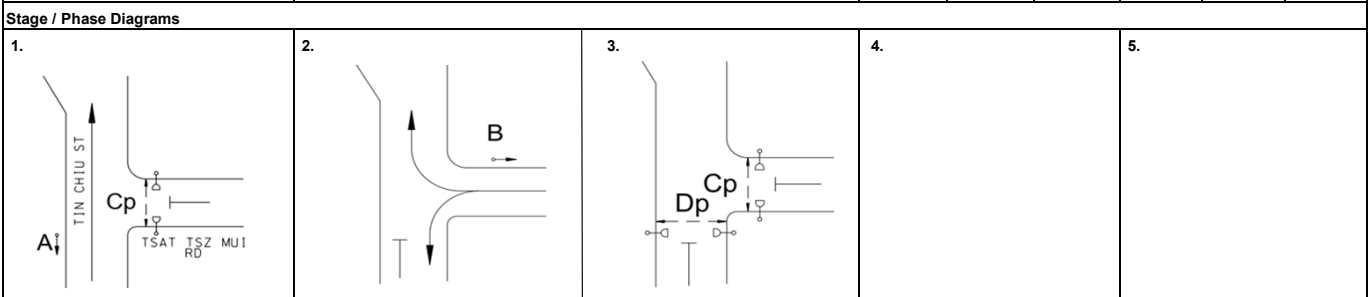 Stage / Phase Diagrams
1.
2.
3.
4.
5.
TIN CHIU ST
Cp
A
TSAT TSZ MUI
RD
B
Cp
Dp